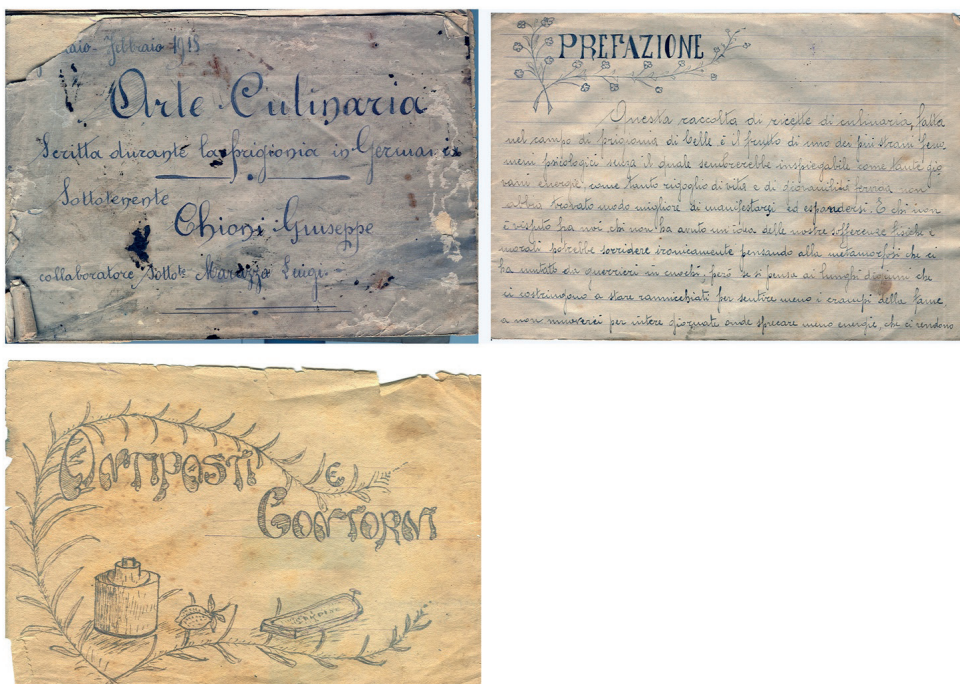 aio-Febbraio 1918
Arte Culinaria
Scritta durante la prigionia in Germania
Sottotenente
Chioni Giuseppe
collaboratore Sottote Marazza Luigi
PREFAZIONE
Questa raccolta di ricette di culinaria, fatta
nel campo di prigionia di Celle è il frutto di uno dei più strani feno
meni psicologici senza il quale sembrerebbe inspiegabile come tante gio
vani energie, come tanto rigoglio di vita e di giovanilità non
abbia trovato modo migliore di manifestarsi ed espandersi. E chi non
è vissuto tra noi chi non ha avuto un'idea delle nostre sofferenze fisiche e
morali potrebbe sorridere ironicamente pensando alla metamorfosi che ci
ha mutato da guerrieri in cuochi, però se si pensa ai lunghi digiuni che
ci costringono a stare rannicchiati per sentire meno i crampi della fame
a non muoverci per intere giornate onde sprecare meno energie, che ci rendono
ANTIPASTI E
CONTORNI